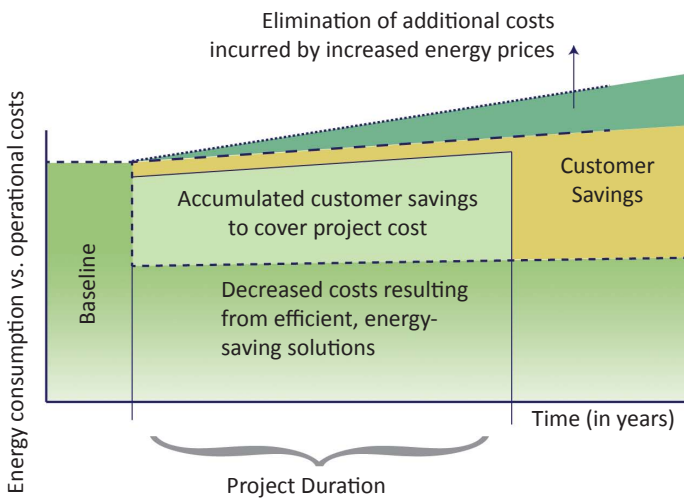 Elimination of additional costs
incurred by increased energy prices
Energy consumption vs. operational costs
Baseline
Accumulated customer savings
to cover project cost
Customer
Savings
Decreased costs resulting
from efficient, energy-
saving solutions
Time (in years)
Project Duration